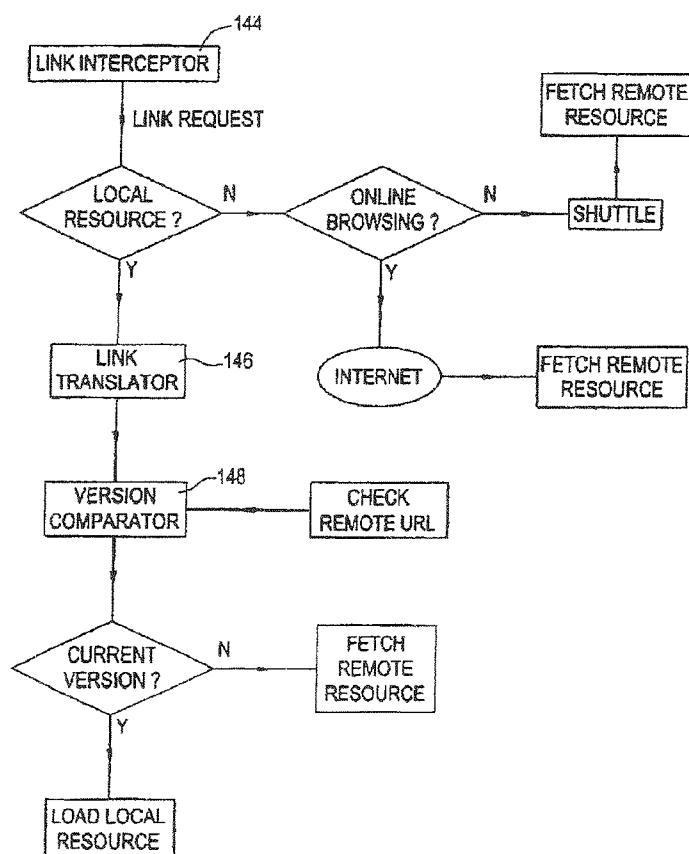 144
LINK INTERCEPTOR
LINK REQUEST
FETCH REMOTE
RESOURCE
LOCAL
RESOURCE ?
N
ONLINE
BROWSING ?
N
SHUTTLE
Y
Y
LINK
TRANSLATOR
146
INTERNET
FETCH REMOTE
RESOURCE
VERSION
COMPARATOR
148
CHECK
REMOTE URL
CURRENT
VERSION ?
N
FETCH
REMOTE
RESOURCE
Y
LOAD LOCAL
RESOURCE